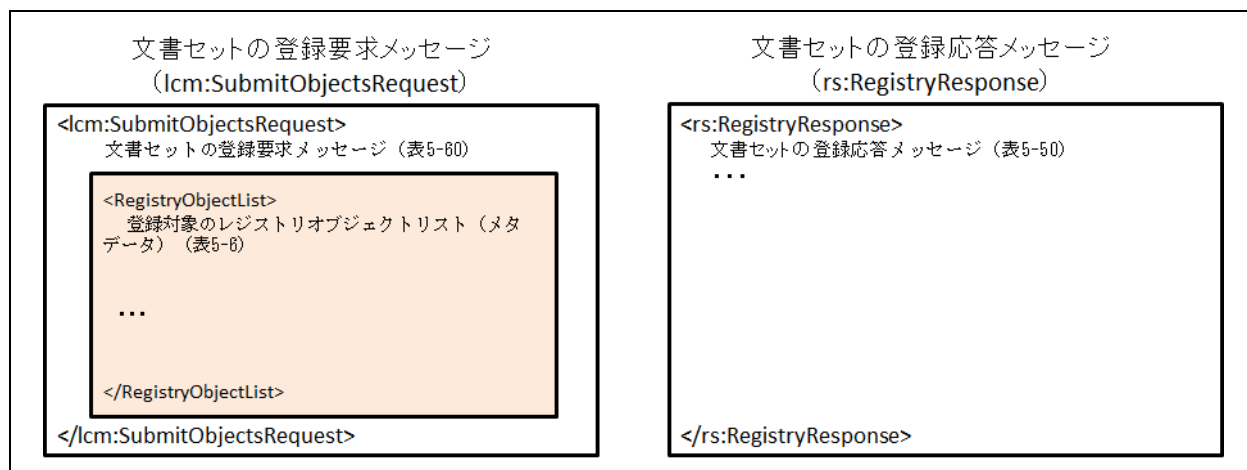 文書セットの登録要求メッセージ
（lcm:SubmitObjectsRequest）
<lcm:SubmitObjectsRequest>
文書セットの登録要求メッセージ（表5-60）
<RegistryObjectList>
登録対象のレジストリオブジェクトリスト（メタ
データ）（表5-6）
...
</RegistryObjectList>
</lcm:SubmitObjectsRequest>
文書セットの登録応答メッセージ
（rs:RegistryResponse）
<rs:RegistryResponse>
文書セットの登録応答メッセージ（表5-50）
...
</rs:RegistryResponse>